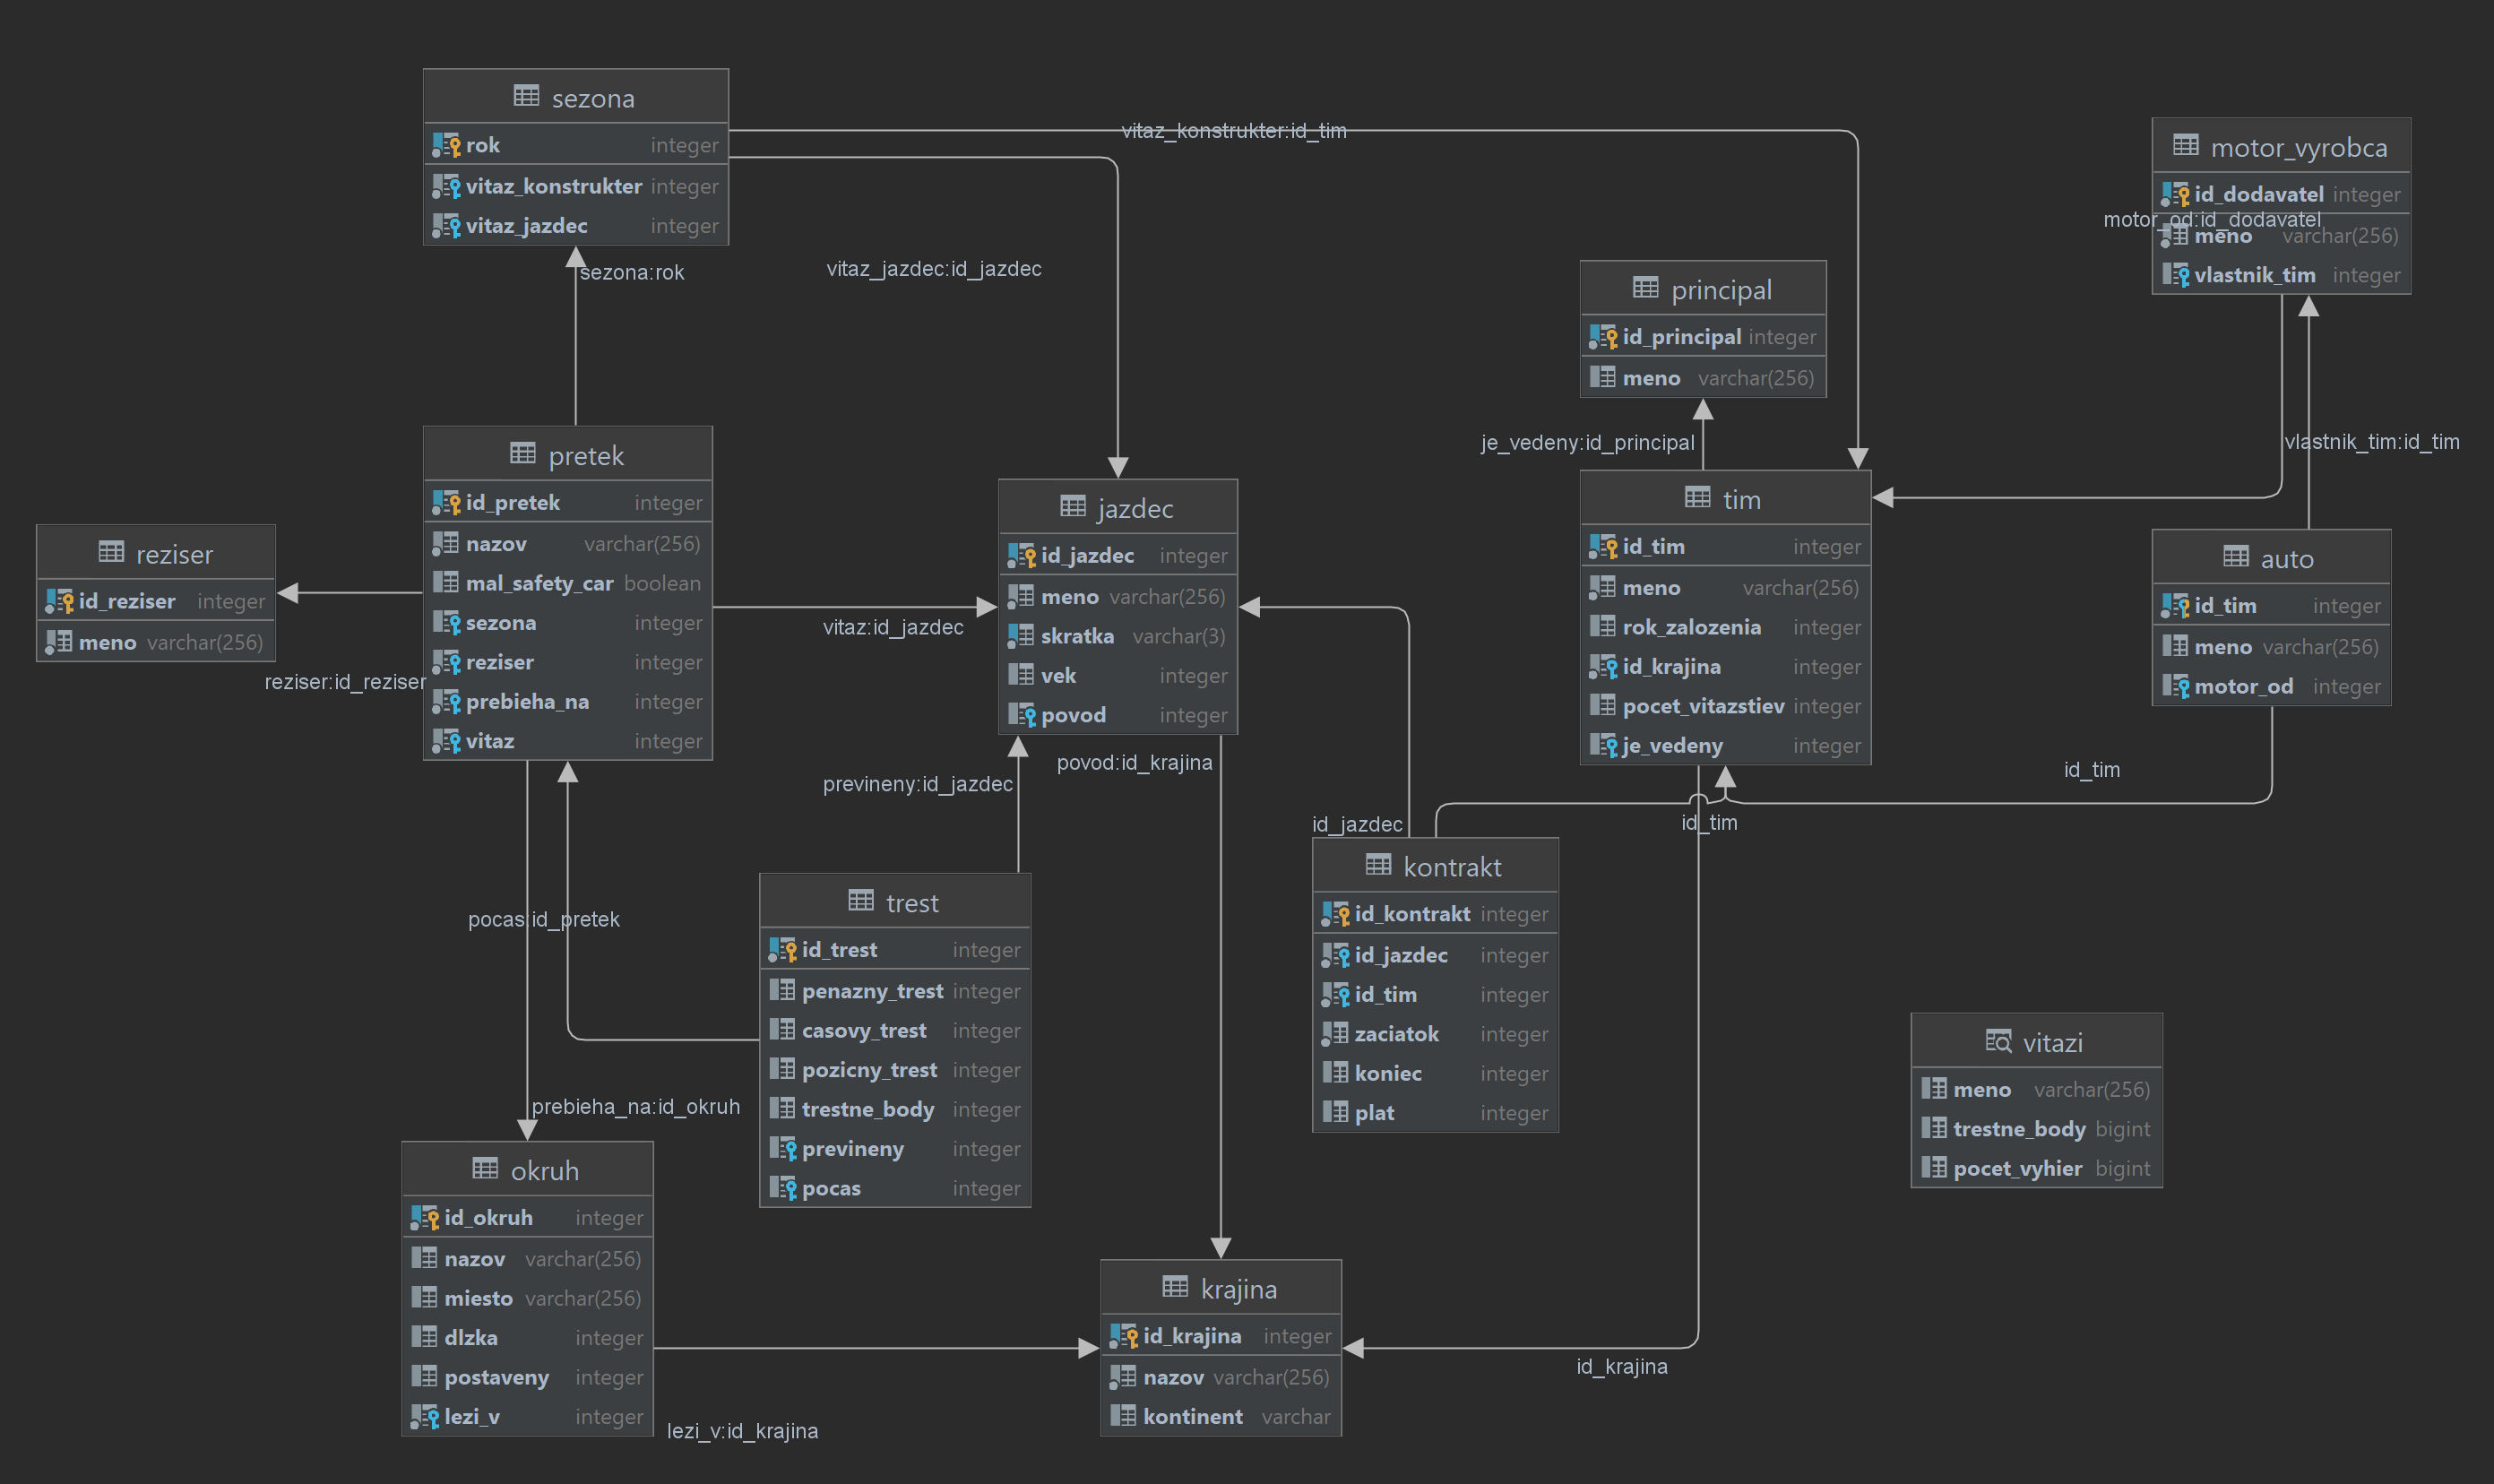 sezona
rok integer
vitaz_konstrukter integer
vitaz_jazdec integer
vitaz_konstrukter:id_tim
vitaz_jazdec:id_jazdec
sezona:rok
motor_vyrobca
id_dodavatel integer
motor_od:id_dodavatel
meno varchar(256)
vlastnik_tim integer
principal
id_principal integer
meno varchar(256)
je_vedeny:id_principal
vlastnik_tim:id_tim
pretek
id_pretek integer
nazov varchar(256)
mal_safety_car boolean
sezona integer
reziser integer
prebieha_na integer
vitaz integer
reziser
id_reziser integer
meno varchar(256)
reziser:id_reziser
vitaz:id_jazdec
jazdec
id_jazdec integer
meno varchar(256)
skratka varchar(3)
vek integer
povod integer
tim
id_tim integer
meno varchar(256)
rok_zalozenia integer
id_krajina integer
pocet_vitazstiev integer
je_vedeny integer
auto
id_tim integer
meno varchar(256)
motor_od integer
previneny:id_jazdec
povod:id_krajina
id_jazdec
id_tim
id_tim
pocas:id_pretek
trest
id_trest integer
penazny_trest integer
casovy_trest integer
pozicny_trest integer
trestne_body integer
previneny integer
pocas integer
kontrakt
id_kontrakt integer
id_jazdec integer
id_tim integer
zaciatok integer
koniec integer
plat integer
vitazi
meno varchar(256)
trestne_body bigint
pocet_vyhier bigint
prebieha_na:id_okruh
okruh
id_okruh integer
nazov varchar(256)
miesto varchar(256)
dlzka integer
postaveny integer
lezi_v integer
lezi_v:id_krajina
krajina
id_krajina integer
nazov varchar(256)
kontinent varchar
id_krajina